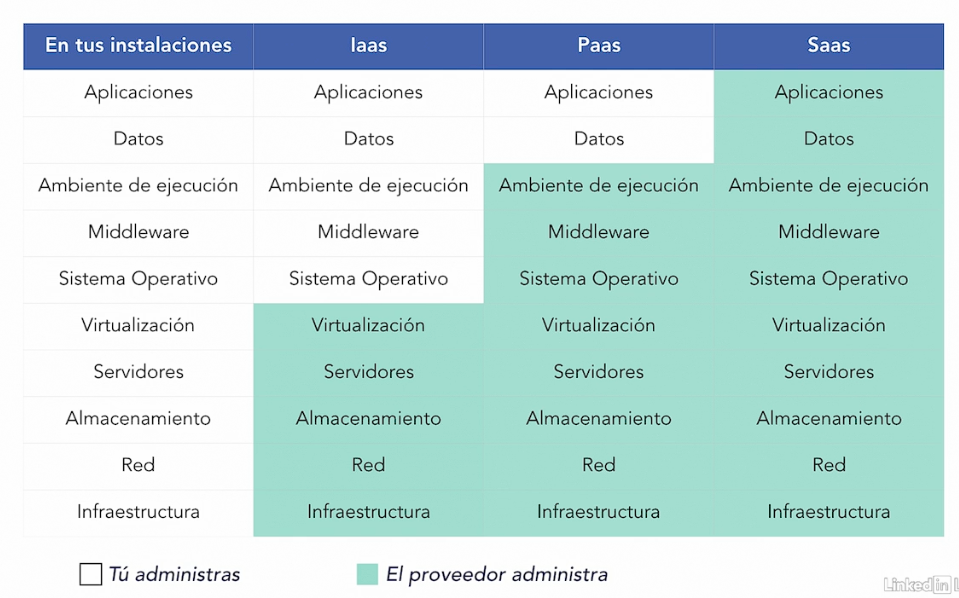 En tus instalaciones Iaas Paas Saas
Aplicaciones Aplicaciones Aplicaciones Aplicaciones
Datos Datos Datos Datos
Ambiente de ejecución Ambiente de ejecución Ambiente de ejecución Ambiente de ejecución
Middleware Middleware Middleware Middleware
Sistema Operativo Sistema Operativo Sistema Operativo Sistema Operativo
Virtualización Virtualización Virtualización Virtualización
Servidores Servidores Servidores Servidores
Almacenamiento Almacenamiento Almacenamiento Almacenamiento
Red Red Red Red
Infraestructura Infraestructura Infraestructura Infraestructura
Tú administras El proveedor administra
Linkedin